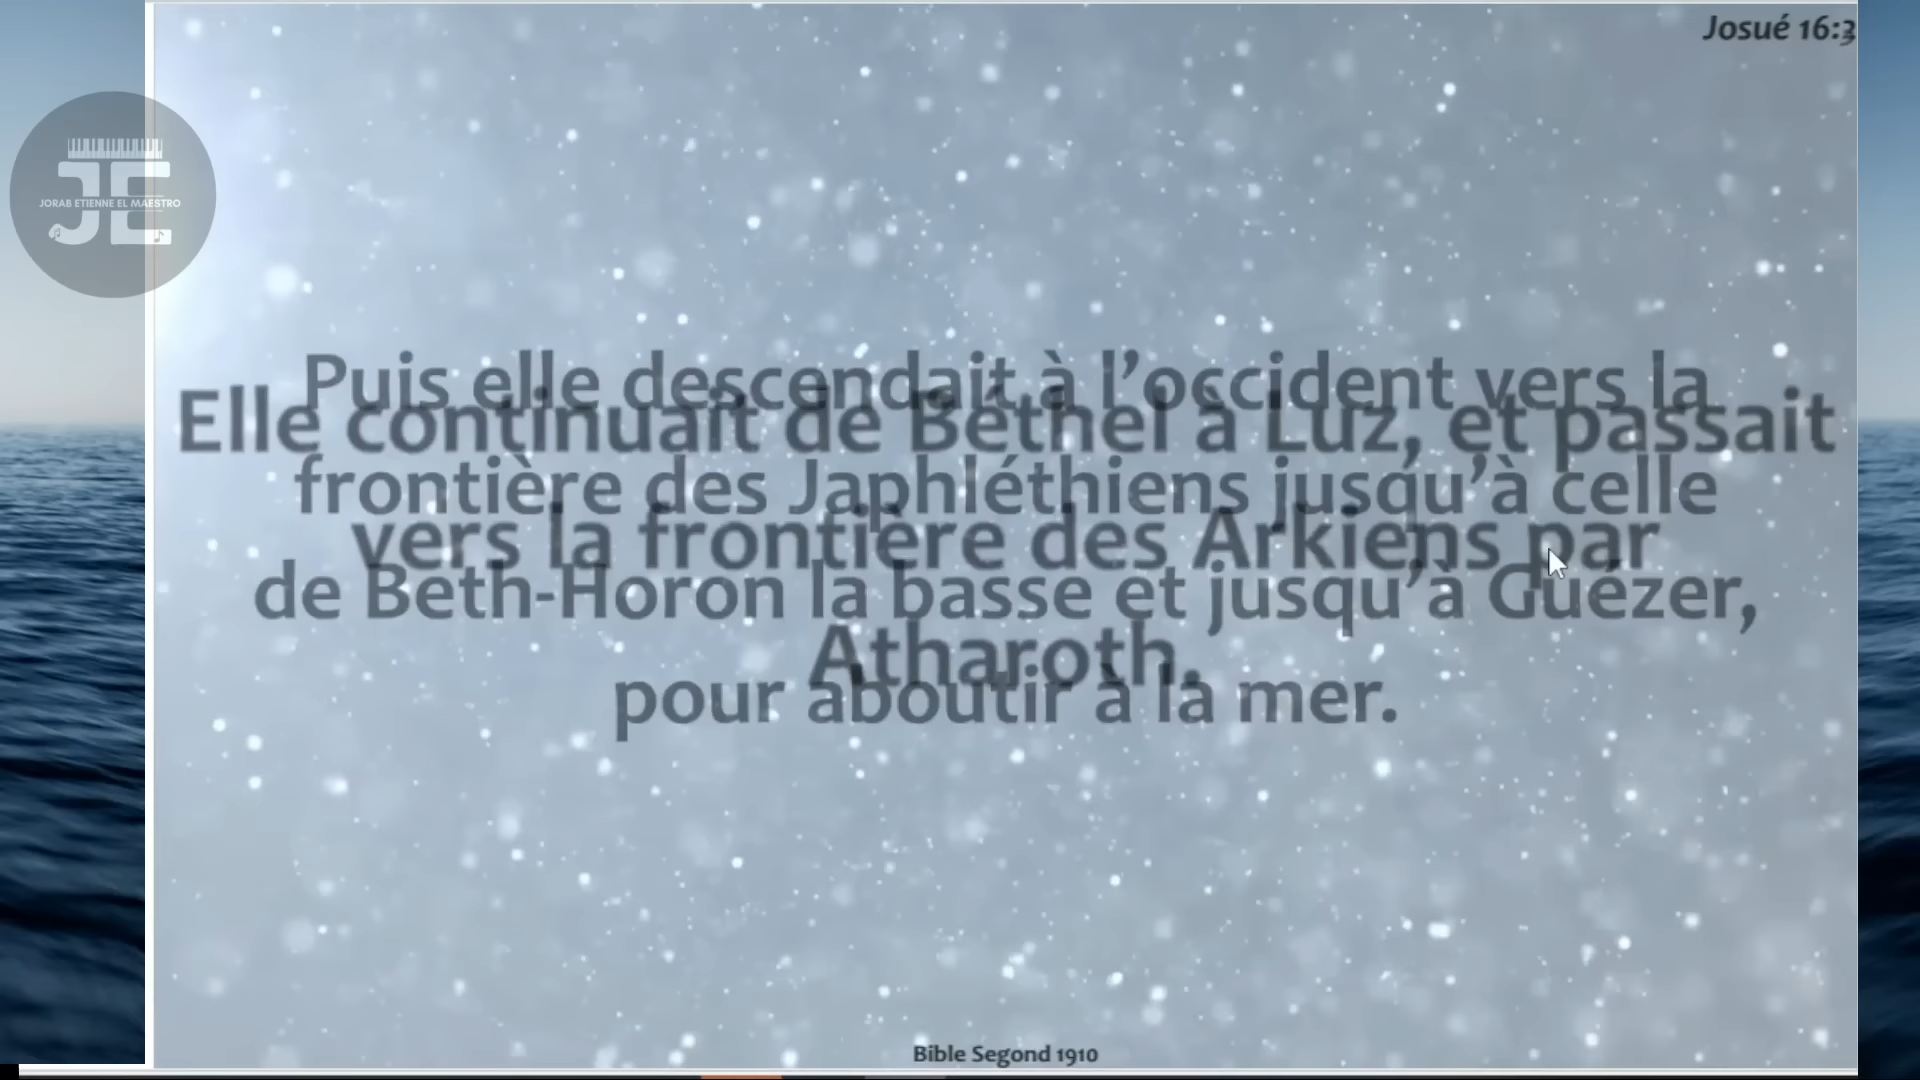 Josué 16:3
JORAB ETIENNE EL MAESTRO
JE
Puis elle descendait à l’occident vers la
Elle continuait de Béthel à Luz, et passait
frontière des Japhléthiens jusqu’à celle
vers la frontière des Arkiens par
de Beth-Horon la basse et jusqu’à Guézer,
Atharoth.
pour aboutir à la mer.
Bible Segond 1910